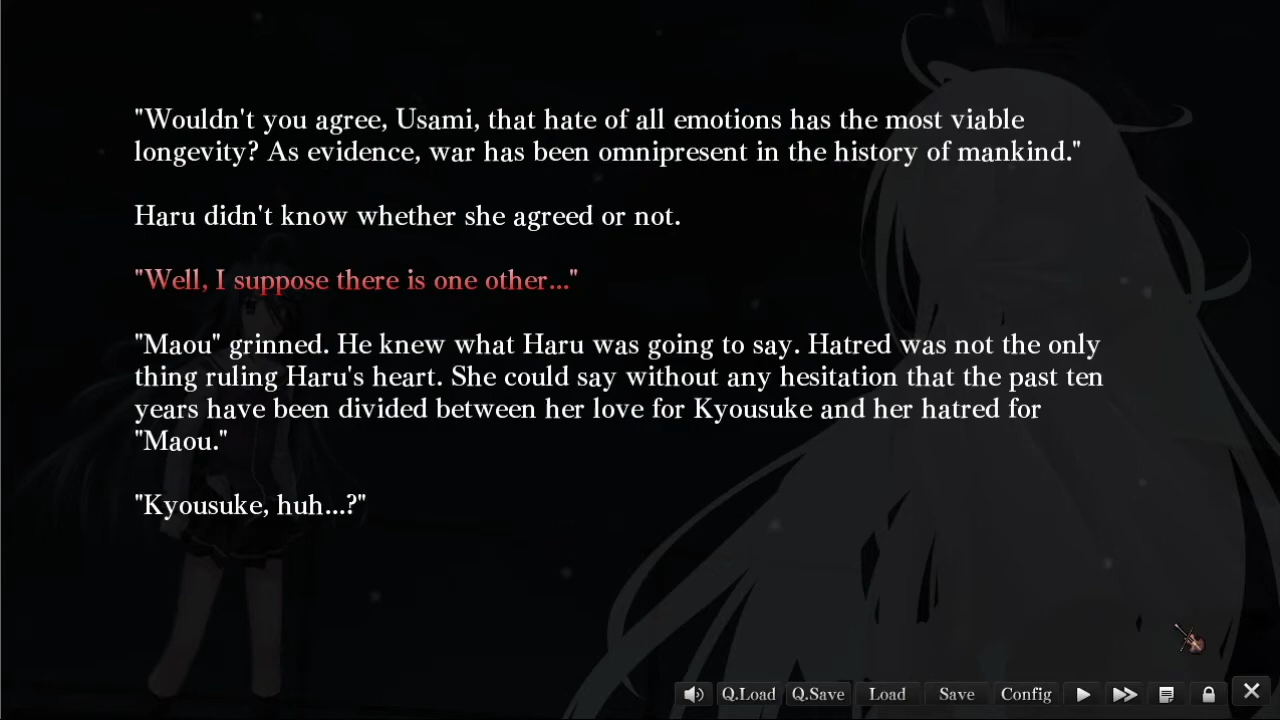 "Wouldn't you agree, Usami, that hate of all emotions has the most viable
longevity? As evidence, war has been omnipresent in the history of mankind."
Haru didn't know whether she agreed or not.
"Well, I suppose there is one other..."
"Maou" grinned. He knew what Haru was going to say. Hatred was not the only
thing ruling Haru's heart. She could say without any hesitation that the past ten
years have been divided between her love for Kyousuke and her hatred for
"Maou."
"Kyousuke, huh...?"
Q.Load Q.Save Load Save Config